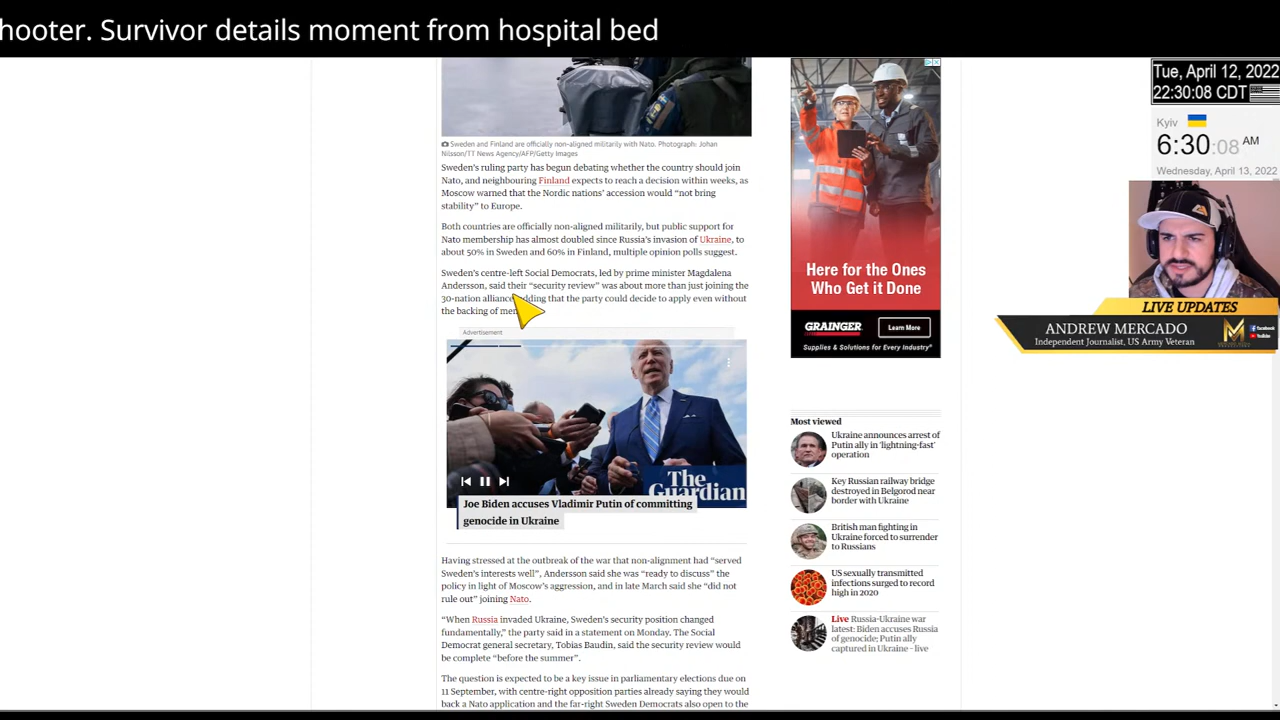 hooter. Survivor details moment from hospital bed
Tue, April 12, 2022
22:30:08 CDT
Kyiv
6:30:08 AM
Wednesday, April 13, 2022
LIVE UPDATES
ANDREW MERCADO
Independent Journalist, US Army Veteran
facebook
YouTube
Sweden and Finland are officially non-aligned militarily with Nato. Photograph: Johan
Nilsson/TT News Agency/AFP/Getty Images
Sweden's ruling party has begun debating whether the country should join
Nato, and neighbouring Finland expects to reach a decision within weeks, as
Moscow warned that the Nordic nations' accession would “not bring
stability” to Europe.
Both countries are officially non-aligned militarily, but public support for
Nato membership has almost doubled since Russia's invasion of Ukraine, to
about 50% in Sweden and 60% in Finland, multiple opinion polls suggest.
Sweden's centre-left Social Democrats, led by prime minister Magdalena
Andersson, said their “security review” was about more than just joining the
30-nation alliance, adding that the party could decide to apply even without
the backing of mem
Advertisement
The
Guardian
Joe Biden accuses Vladimir Putin of committing
genocide in Ukraine
Having stressed at the outbreak of the war that non-alignment had “served
Sweden's interests well”, Andersson said she was “ready to discuss” the
policy in light of Moscow's aggression, and in late March said she “did not
rule out” joining Nato.
“When Russia invaded Ukraine, Sweden's security position changed
fundamentally,” the party said in a statement on Monday. The Social
Democrat general secretary, Tobias Baudin, said the security review would
be complete “before the summer”.
The question is expected to be a key issue in parliamentary elections due on
11 September, with centre-right opposition parties already saying they would
back a Nato application and the far-right Sweden Democrats also open to the
Here for the Ones
Who Get it Done
GRAINGER
Learn More
Supplies & Solutions for Every Industry®
Most viewed
Ukraine announces arrest of
Putin ally in 'lightning-fast'
operation
Key Russian railway bridge
destroyed in Belgorod near
border with Ukraine
British man fighting in
Ukraine forced to surrender
to Russians
US sexually transmitted
infections surged to record
high in 2020
Live Russia-Ukraine war
latest: Biden accuses Russia
of genocide; Putin ally
captured in Ukraine – live